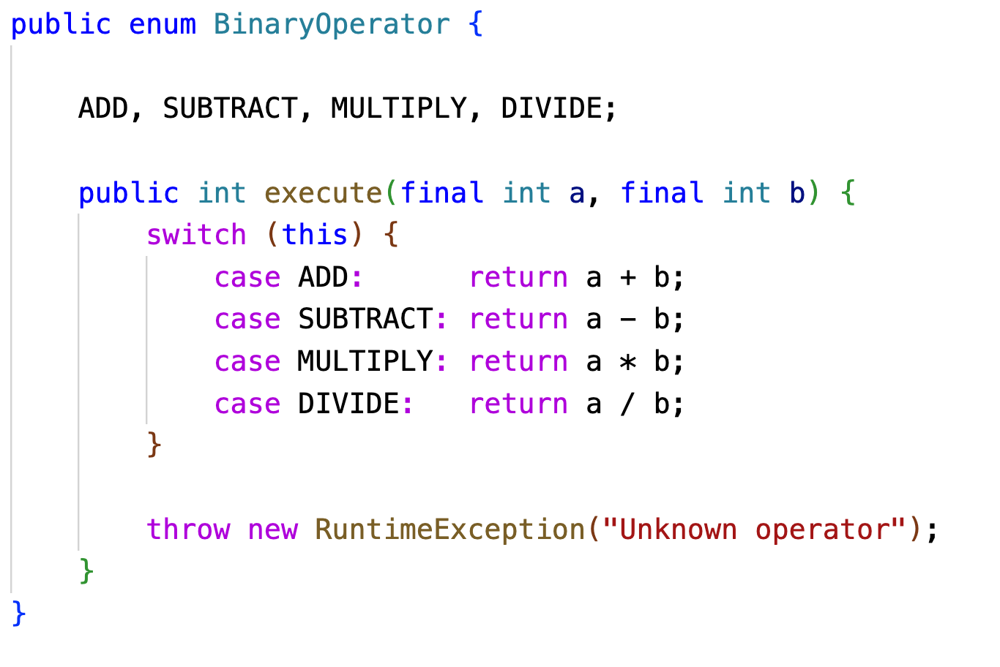 public enum BinaryOperator {
ADD, SUBTRACT, MULTIPLY, DIVIDE;
public int execute(final int a, final int b) {
switch (this) {
case ADD:      return a + b;
case SUBTRACT: return a - b;
case MULTIPLY: return a * b;
case DIVIDE:   return a / b;
}
throw new RuntimeException("Unknown operator");
}
}